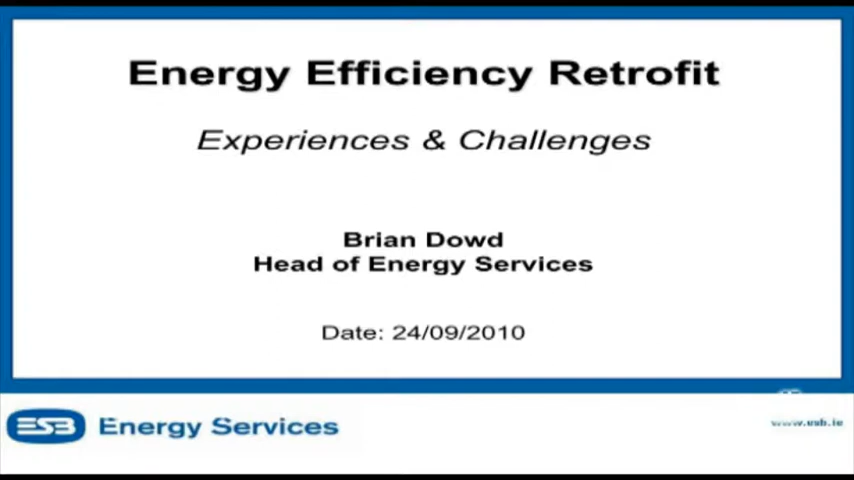 Energy Efficiency Retrofit
Experiences & Challenges
Brian Dowd
Head of Energy Services
Date: 24/09/2010
ESB Energy Services
www.esb.ie